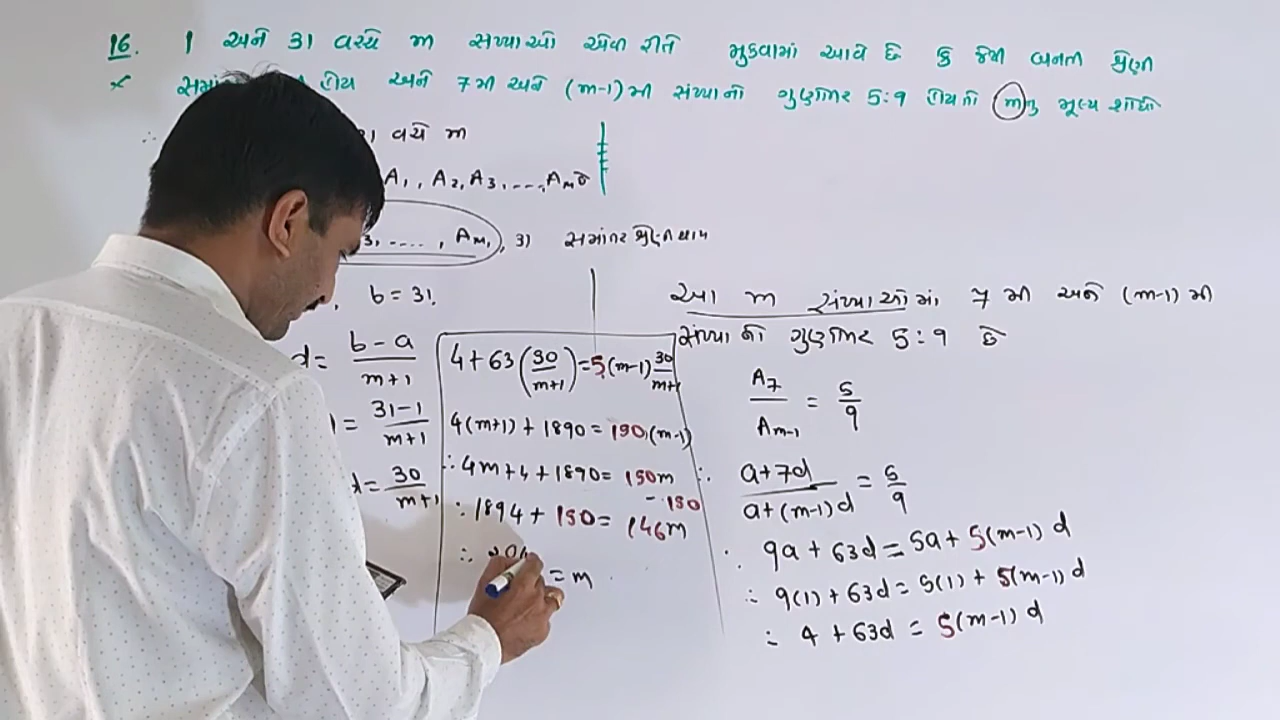 16. 1 અને 31 વચ્ચે m સંખ્યાઓ એવી રીતે મુકવામાં આવે છે કે જેથી બનતી શ્રેણી
હોય અને 7 મી અને (m-1) મી સંખ્યાનો ગુણોત્તર 5:9 હોય તો m નું મૂલ્ય શોધો
વચ્ચે m
A1, A2, A3, ---, Am
3, ----, Am, 31 સમાંતર શ્રેણી થાય
b = 31.
d = b-a / m+1
= 31-1 / m+1
d = 30 / m+1
4 + 63 (30 / m+1) = 5(m-1) 30 / m+1
4(m+1) + 1890 = 150(m-1)
∴ 4m + 4 + 1890 = 150m - 150
∴ 1894 + 150 = 146m
∴ 204
= m
આ m સંખ્યાઓમાં 7 મી અને (m-1) મી
સંખ્યાનો ગુણોત્તર 5:9 છે
A7 / Am-1 = 5 / 9
∴ a+7d / a+(m-1)d = 5 / 9
∴ 9a + 63d = 5a + 5(m-1)d
∴ 9(1) + 63d = 5(1) + 5(m-1)d
∴ 4 + 63d = 5(m-1)d